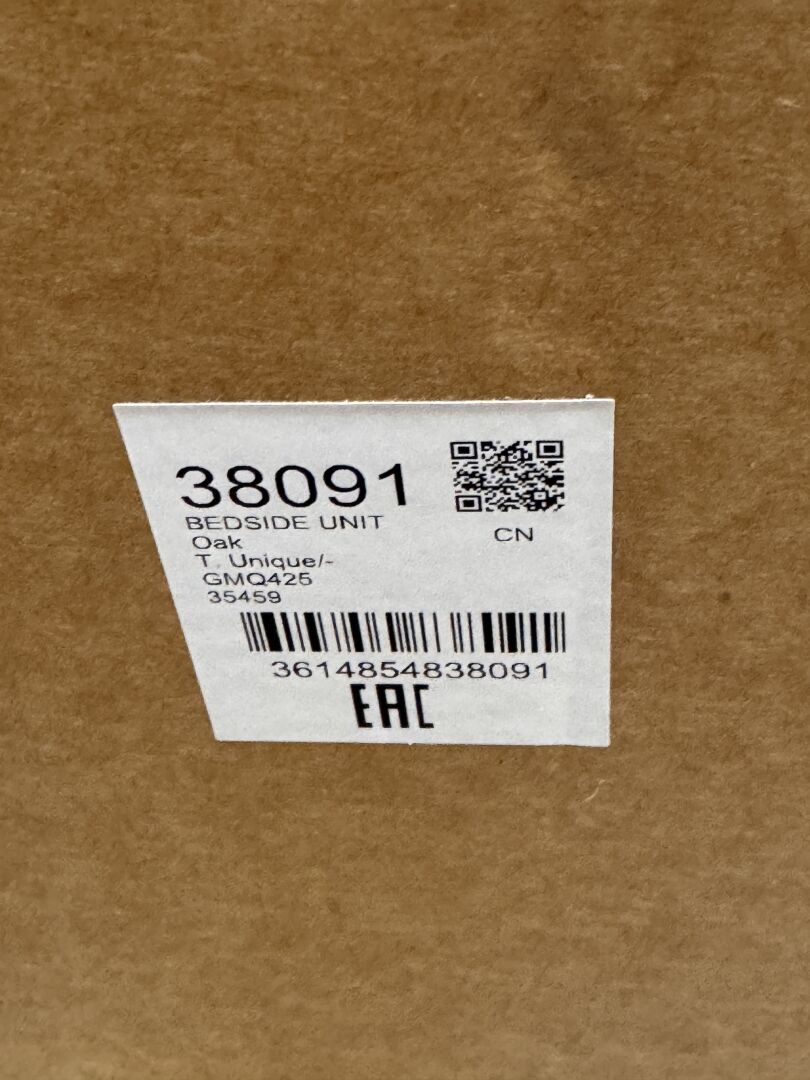 38091
BEDSIDE UNIT
Oak
T. Unique/-
GMQ425
35459
CN
3614854838091
EAC